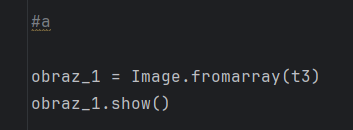 #a
obraz_1 = Image.fromarray(t3)
obraz_1.show()